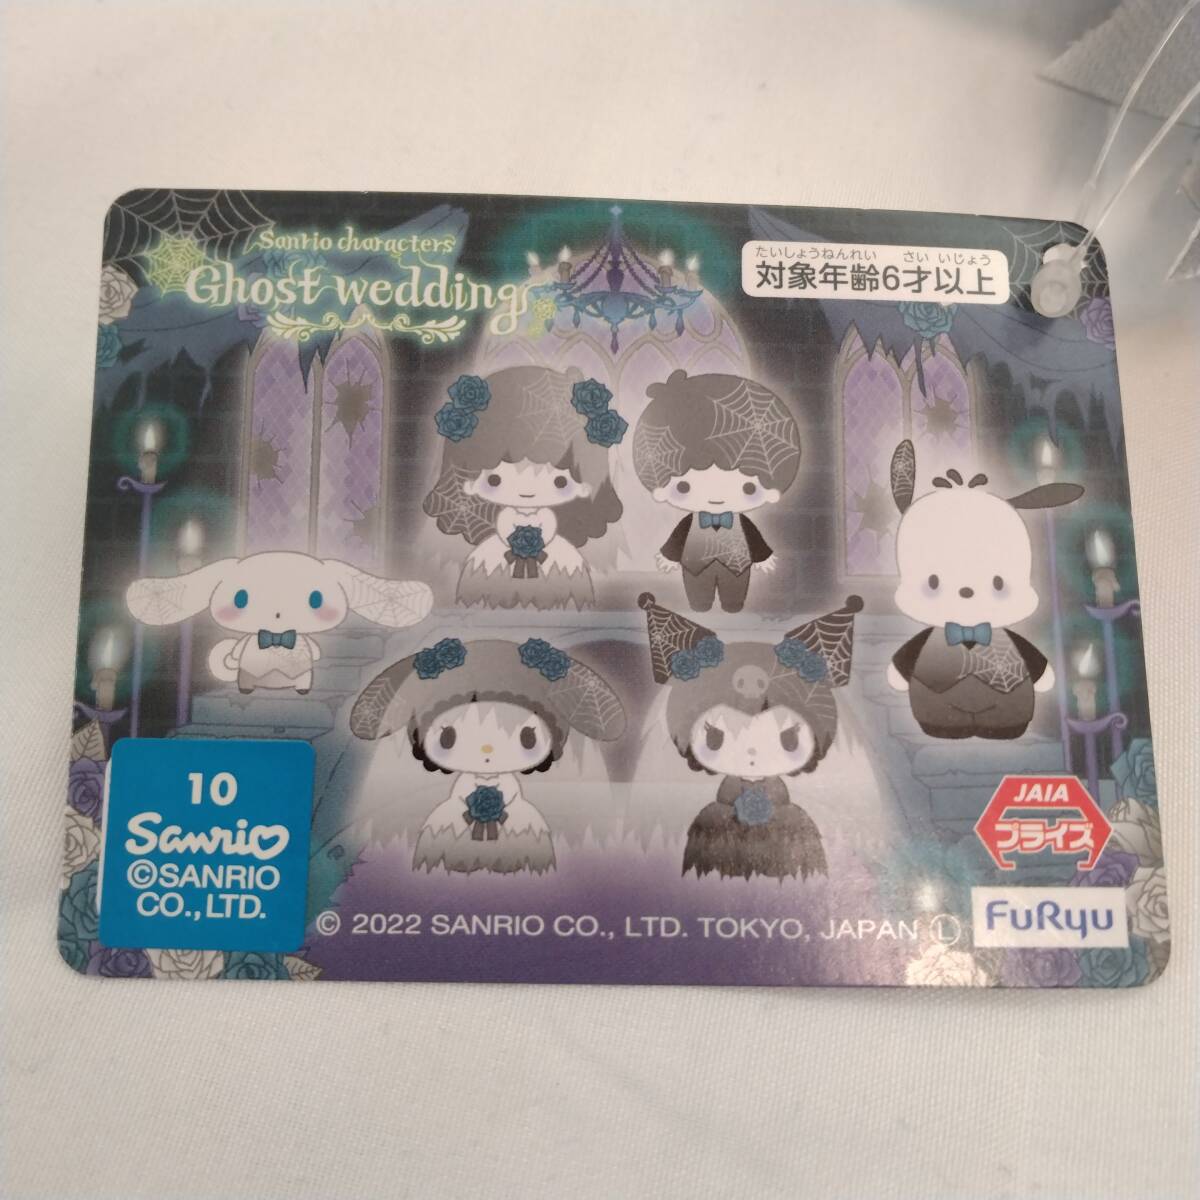 Sanrio characters
Ghost wedding
たいしょうねんれい さい いじょう
対象年齢6才以上
10
Sanrio
©SANRIO
CO.,LTD.
© 2022 SANRIO CO., LTD. TOKYO, JAPAN Ⓛ
JAIA
プライズ
FuRyu